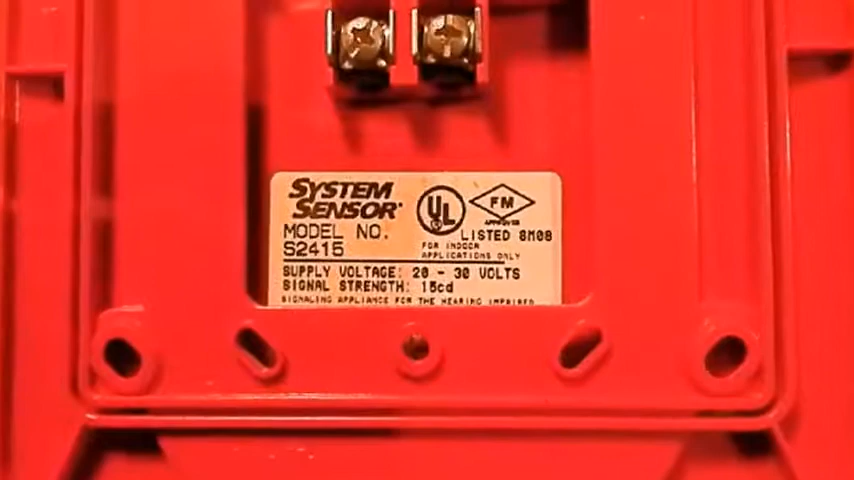 SYSTEM
SENSOR
UL
FM
APPROVED
MODEL NO.
S2415
LISTED 8M08
FOR INDOOR
APPLICATIONS ONLY
SUPPLY VOLTAGE: 20 - 30 VOLTS
SIGNAL STRENGTH: 15cd
SIGNALING APPLIANCE FOR THE HEARING IMPAIRED